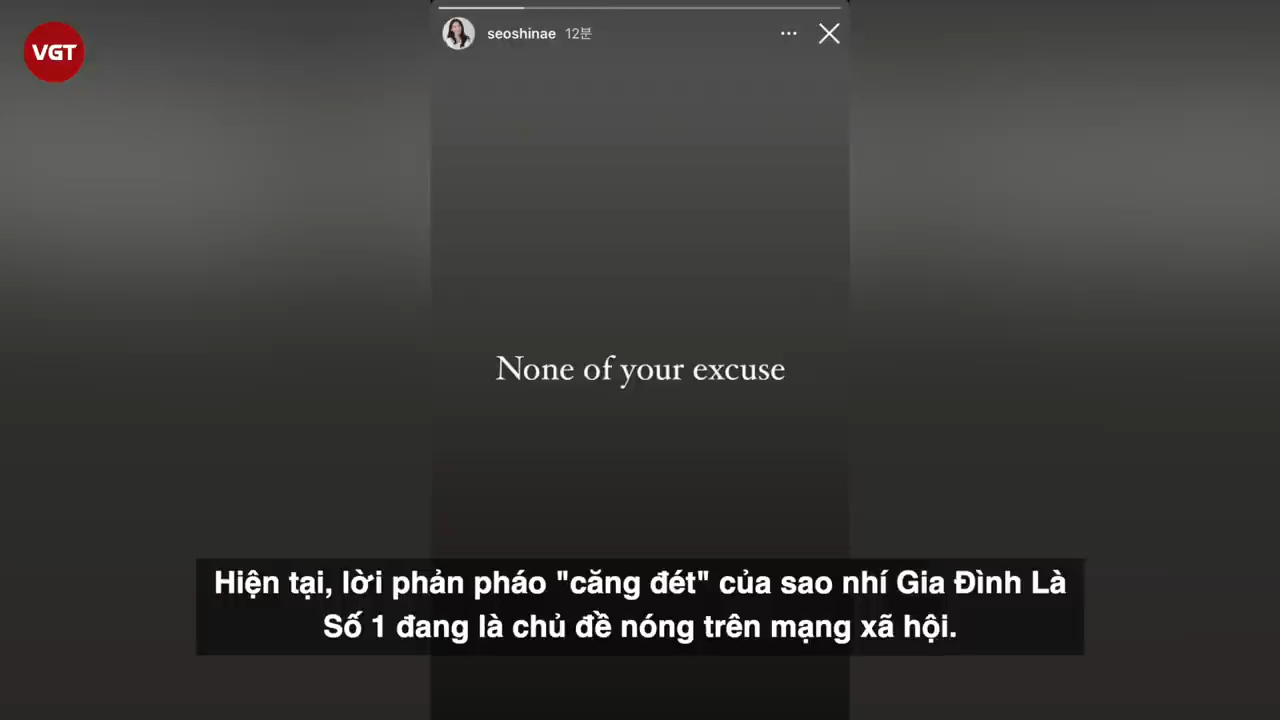 VGT
seoshinae 12분
None of your excuse
Hiện tại, lời phản pháo "căng đét" của sao nhí Gia Đình Là
Số 1 đang là chủ đề nóng trên mạng xã hội.